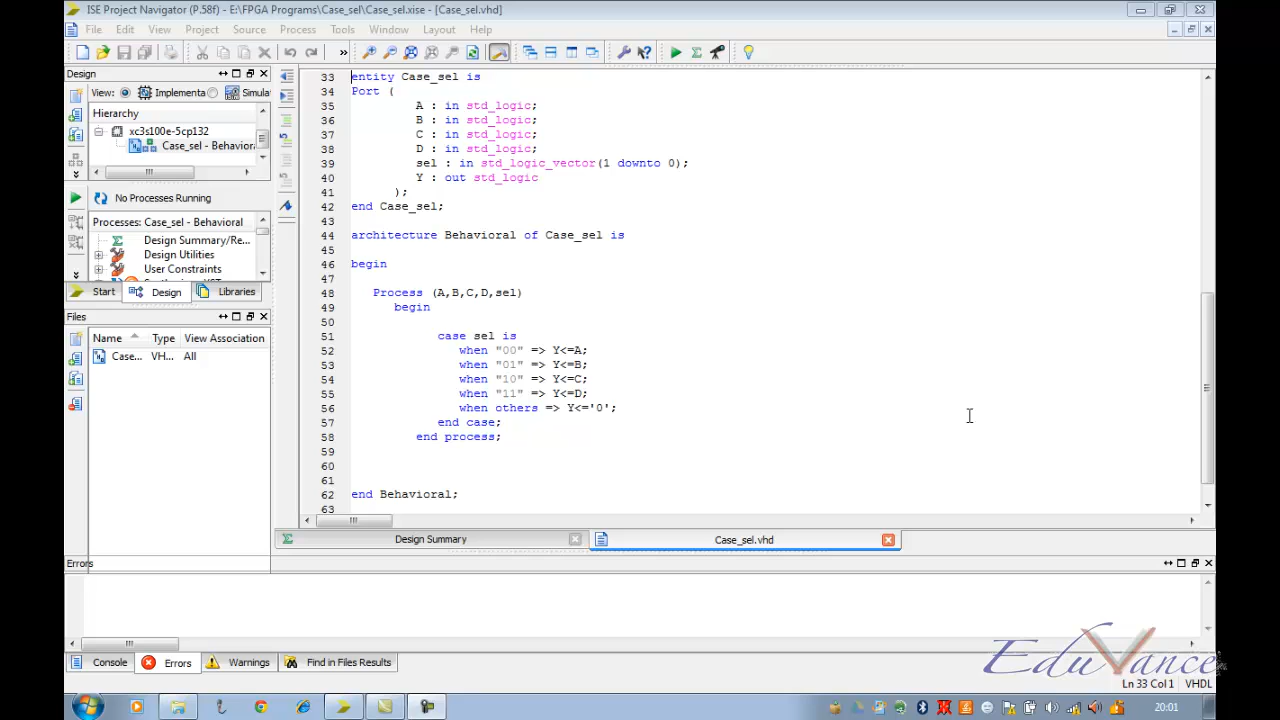 ISE Project Navigator (P.58f) - E:\FPGA Programs\Case_sel\Case_sel.xise - [Case_sel.vhd]
File Edit View Project Source Process Tools Window Layout Help
Design
View: Implementa Simular
Hierarchy
xc3s100e-5cp132
Case_sel - Behavior
No Processes Running
Processes: Case_sel - Behavioral
Design Summary/Re...
Design Utilities
User Constraints
Start Design Libraries
Files
Name Type View Association
Case... VH... All
33 entity Case_sel is
34 Port (
35 A : in std_logic;
36 B : in std_logic;
37 C : in std_logic;
38 D : in std_logic;
39 sel : in std_logic_vector(1 downto 0);
40 Y : out std_logic
41 );
42 end Case_sel;
43
44 architecture Behavioral of Case_sel is
45
46 begin
47
48 Process (A,B,C,D,sel)
49 begin
50
51 case sel is
52 when "00" => Y<=A;
53 when "01" => Y<=B;
54 when "10" => Y<=C;
55 when "11" => Y<=D;
56 when others => Y<='0';
57 end case;
58 end process;
59
60
61
62 end Behavioral;
63
Design Summary Case_sel.vhd
Errors
Console Errors Warnings Find in Files Results
EduVance
Ln 33 Col 1 VHDL
20:01